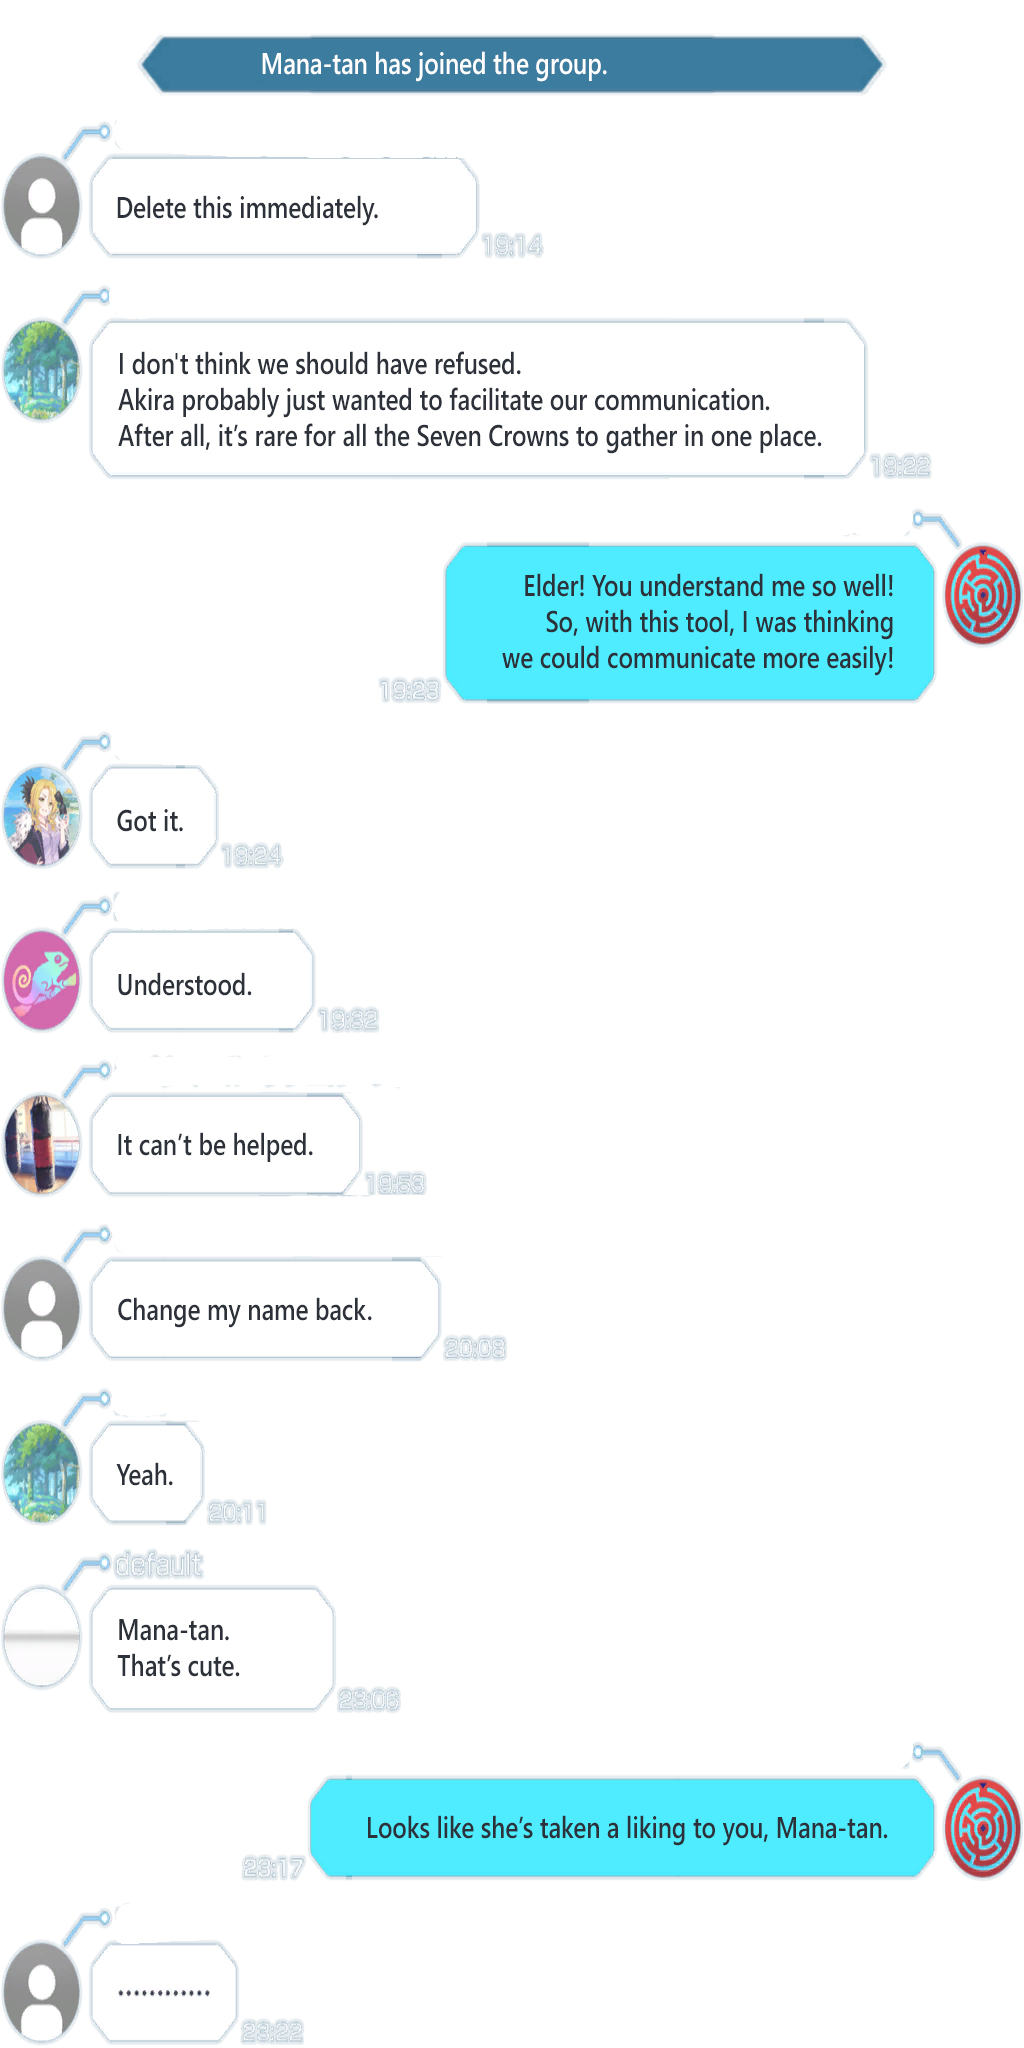 Mana-tan has joined the group.
Delete this immediately.
19:14
I don't think we should have refused.
Akira probably just wanted to facilitate our communication.
After all, it’s rare for all the Seven Crowns to gather in one place.
19:22
Elder! You understand me so well!
So, with this tool, I was thinking
we could communicate more easily!
19:23
Got it.
19:24
Understood.
19:32
It can’t be helped.
19:53
Change my name back.
20:08
Yeah.
20:11
default
Mana-tan.
That’s cute.
23:06
Looks like she’s taken a liking to you, Mana-tan.
23:17
............
23:22